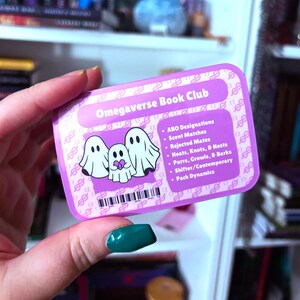 Omegaverse Book Club
• ABO Designations
• Scent Matches
• Rejected Mates
• Heats, Knots, & Nests
• Purrs, Growls, & Barks
• Shifter/Contemporary
• Pack Dynamics